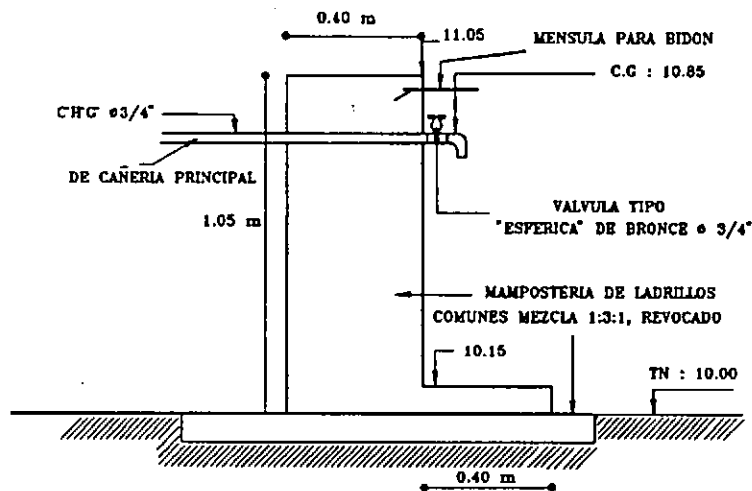 0.40 m
11.05
MENSULA PARA BIDON
C.G : 10.85
CHG ø3/4"
DE CAÑERIA PRINCIPAL
1.05 m
VALVULA TIPO
"ESFERICA" DE BRONCE ø 3/4"
MAMPOSTERIA DE LADRILLOS
COMUNES MEZCLA 1:3:1, REVOCADO
10.15
TN : 10.00
0.40 m